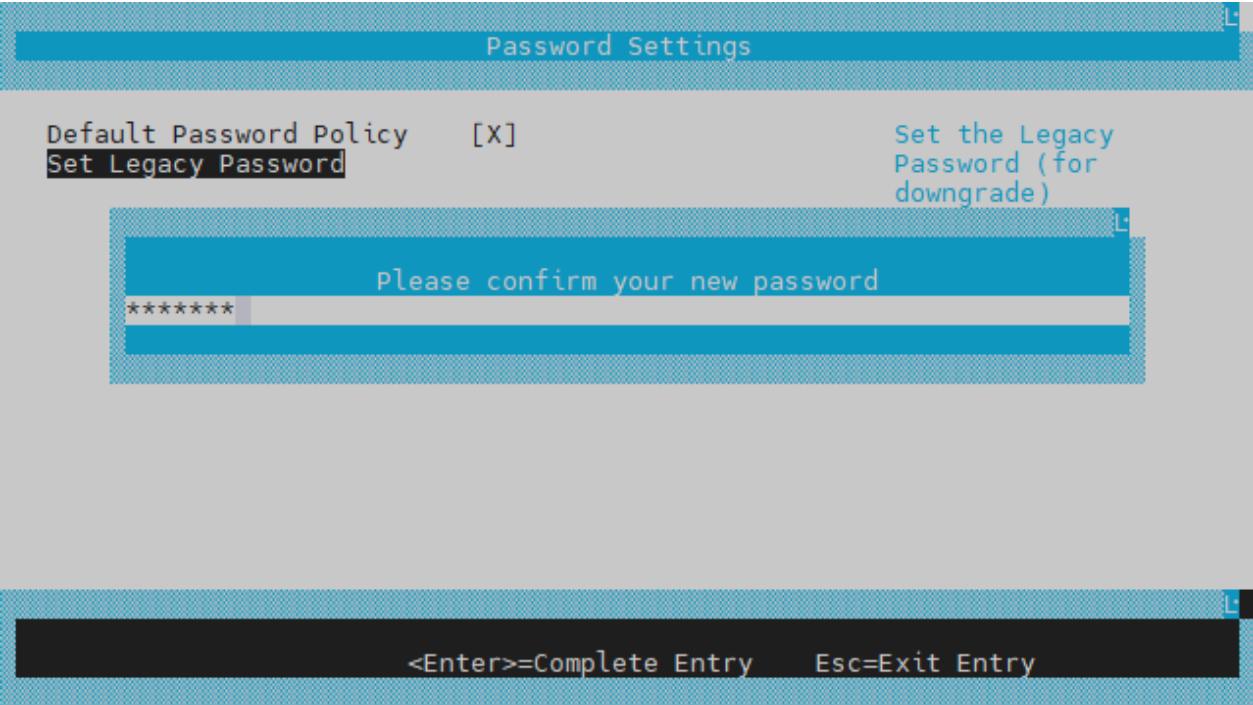 Password Settings
Default Password Policy [X]
Set Legacy Password
Set the Legacy
Password (for
downgrade)
Please confirm your new password
*******
<Enter>=Complete Entry Esc=Exit Entry